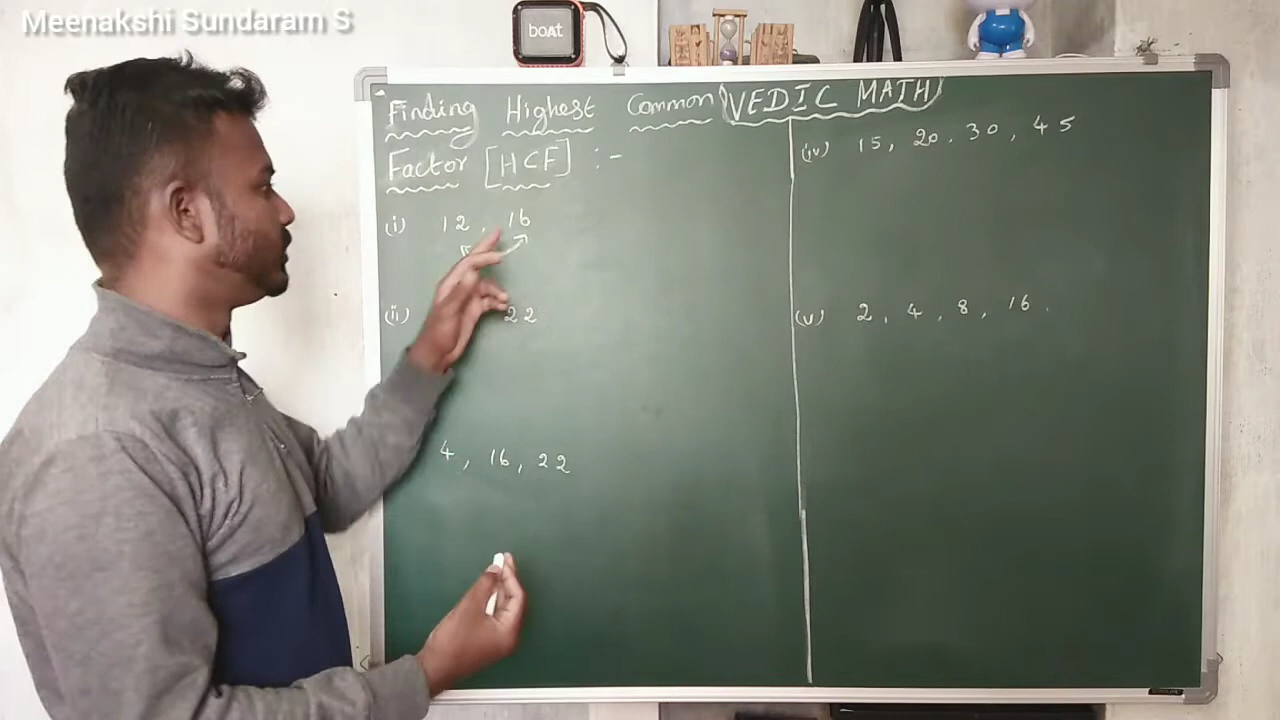 Meenakshi Sundaram S
boAt
VEDIC MATH
Finding Highest Common
Factor [HCF] :-
(i) 12, 16
(ii) 22
4, 16, 22
(iv) 15, 20, 30, 45
(v) 2, 4, 8, 16.